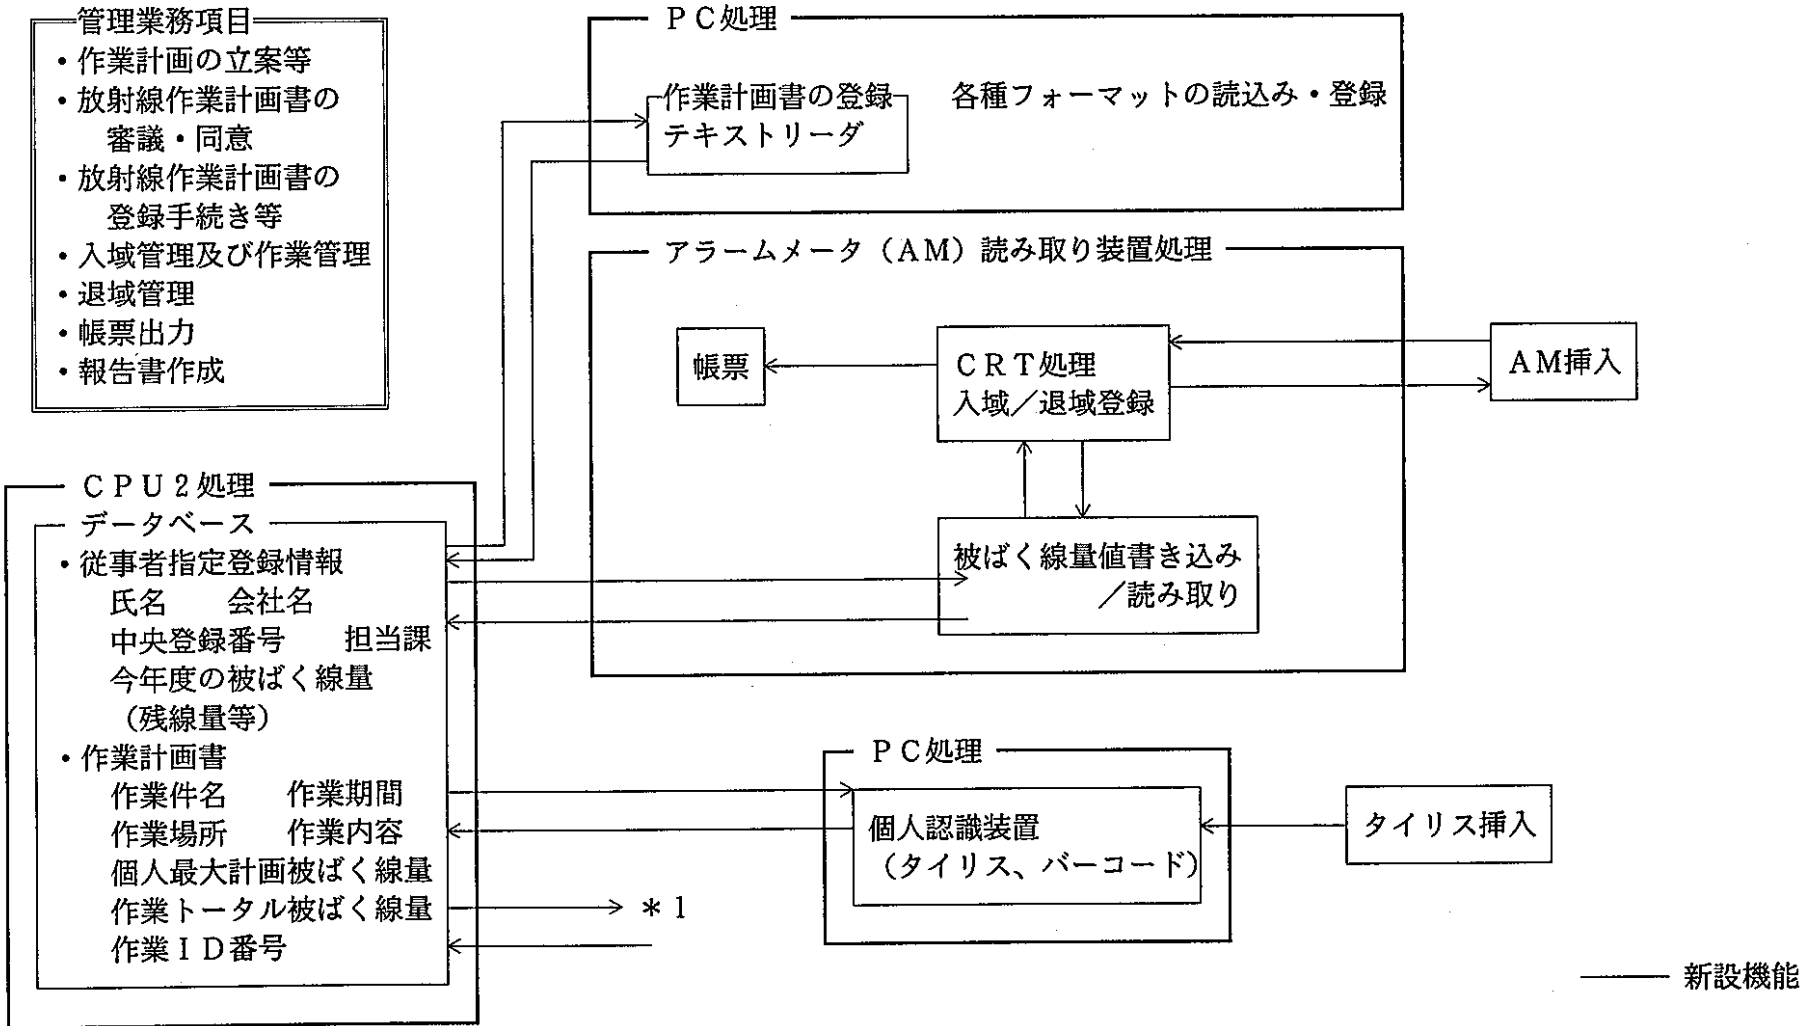 管理業務項目
・作業計画の立案等
・放射線作業計画書の
審議・同意
・放射線作業計画書の
登録手続き等
・入域管理及び作業管理
・退域管理
・帳票出力
・報告書作成
ＰＣ処理
作業計画書の登録
テキストリーダ
各種フォーマットの読込み・登録
アラームメータ（ＡＭ）読み取り装置処理
帳票
ＣＲＴ処理
入域／退域登録
ＡＭ挿入
被ばく線量値書き込み
／読み取り
ＣＰＵ２処理
データベース
・従事者指定登録情報
氏名　会社名
中央登録番号　担当課
今年度の被ばく線量
（残線量等）
・作業計画書
作業件名　作業期間
作業場所　作業内容
個人最大計画被ばく線量
作業トータル被ばく線量
作業ＩＤ番号
＊１
ＰＣ処理
個人認識装置
（タイリス、バーコード）
タイリス挿入
新設機能